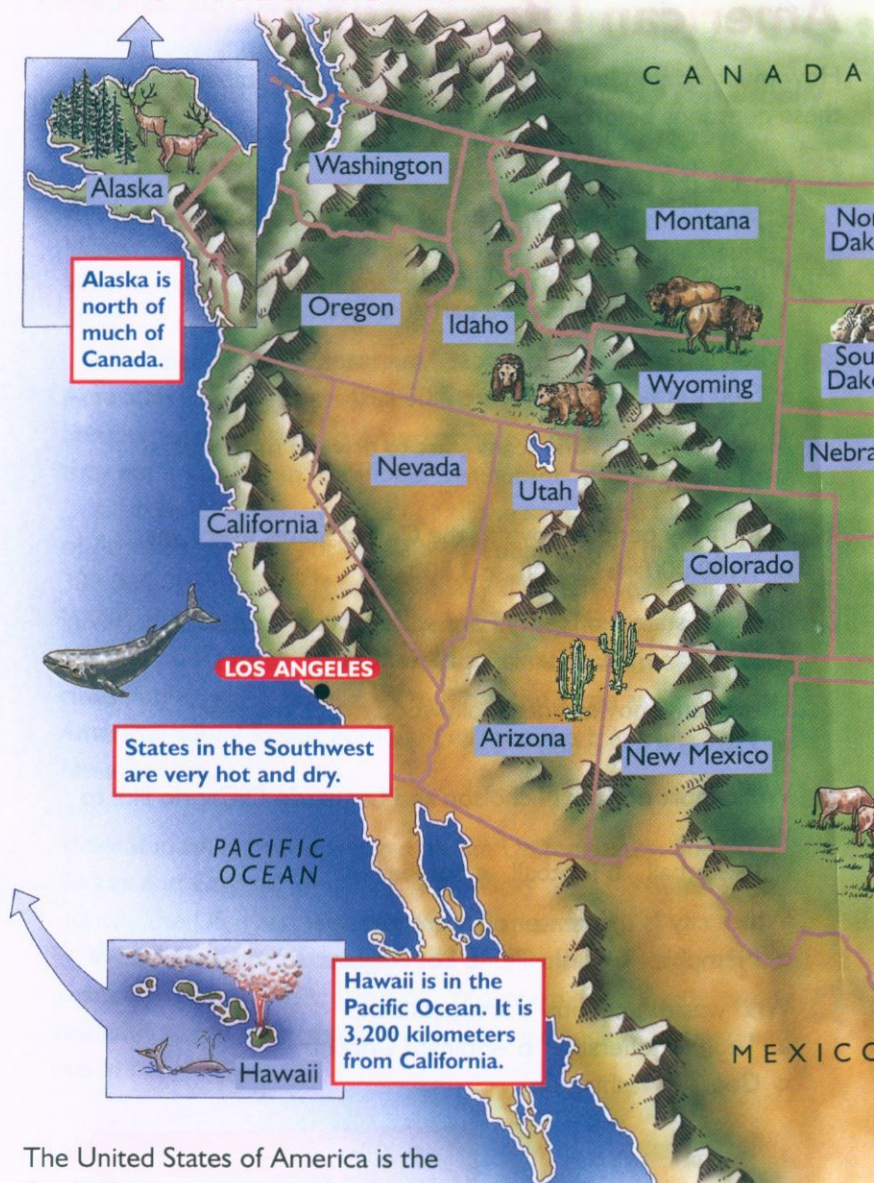 CANADA
Washington
Alaska
Montana
Alaska is
north of
much of
Canada.
Oregon
Idaho
Wyoming
Nevada
Utah
California
Colorado
LOS ANGELES
States in the Southwest
are very hot and dry.
Arizona
New Mexico
PACIFIC
OCEAN
Hawaii is in the
Pacific Ocean. It is
3,200 kilometers
from California.
Hawaii
MEXICO
The United States of America is the